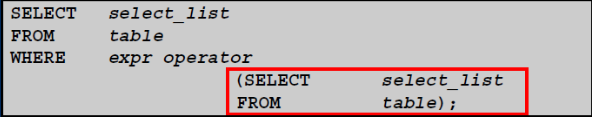 SELECT select_list
FROM table
WHERE expr operator
(SELECT select_list
FROM table);